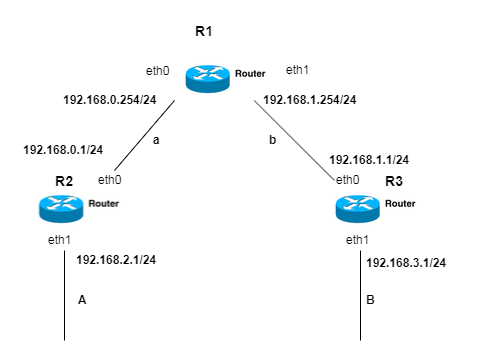 R1
eth0
Router
eth1
192.168.0.254/24
192.168.1.254/24
a
b
192.168.0.1/24
192.168.1.1/24
R2
eth0
Router
eth0
R3
Router
eth1
192.168.2.1/24
eth1
192.168.3.1/24
A
B